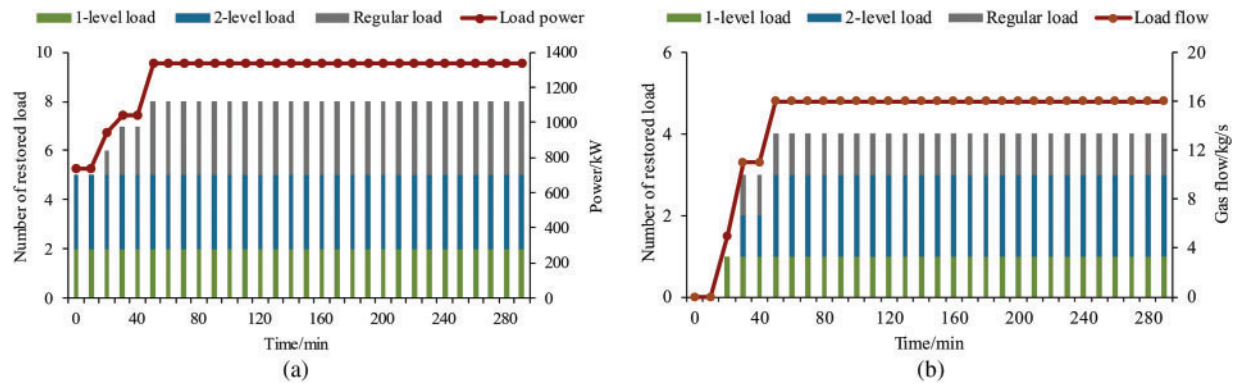 1-level load 2-level load Regular load Load power
10 1400
1200
8
1000
6 800
4 600
400
2
200
0 0
Number of restored load
Power/kW
0 40 80 120 160 200 240 280
Time/min
(a)
1-level load 2-level load Regular load Load flow
6 20
16
4
12
8
2
4
0 0
Number of restored load
Gas flow/kg/s
0 40 80 120 160 200 240 280
Time/min
(b)